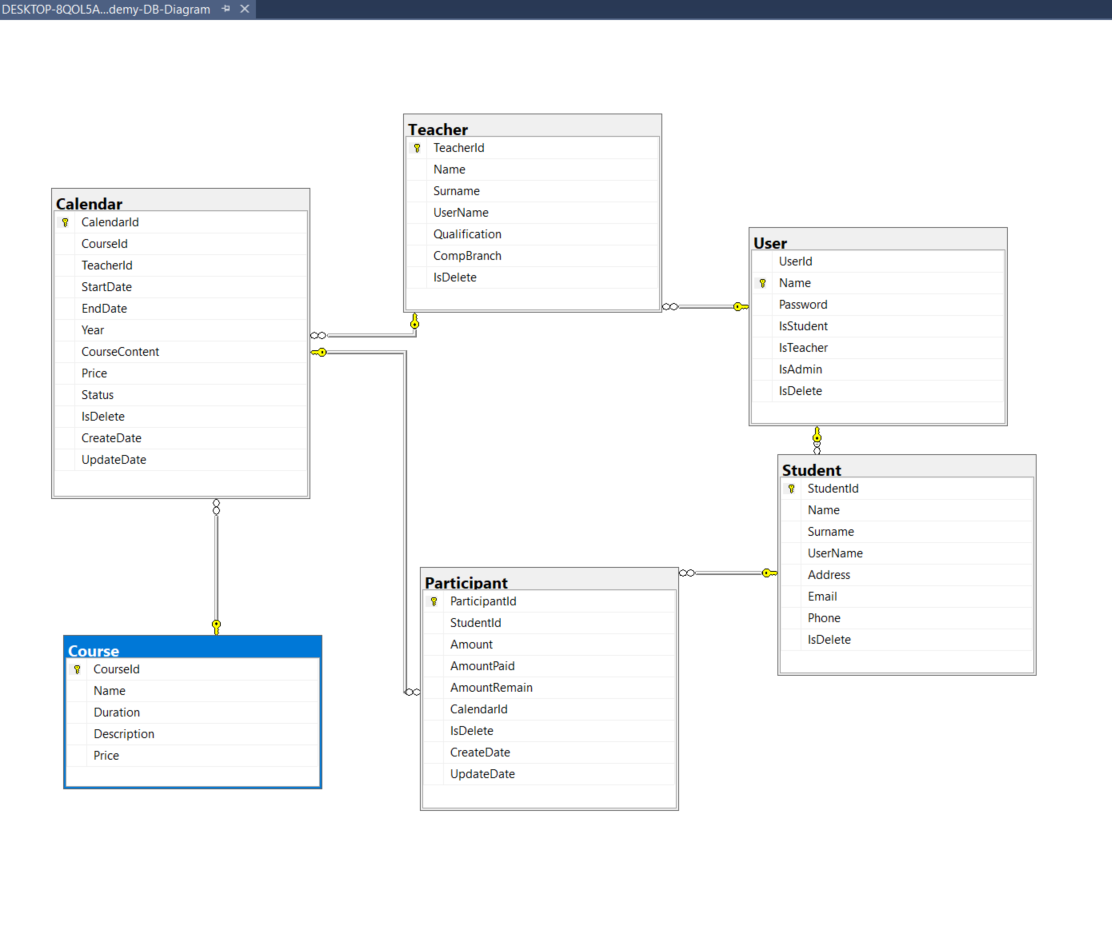 DESKTOP-8QOL5A...demy-DB-Diagram
Teacher
TeacherId
Name
Surname
UserName
Qualification
CompBranch
IsDelete
Calendar
CalendarId
CourseId
TeacherId
StartDate
EndDate
Year
CourseContent
Price
Status
IsDelete
CreateDate
UpdateDate
User
UserId
Name
Password
IsStudent
IsTeacher
IsAdmin
IsDelete
Student
StudentId
Name
Surname
UserName
Address
Email
Phone
IsDelete
Participant
ParticipantId
StudentId
Amount
AmountPaid
AmountRemain
CalendarId
IsDelete
CreateDate
UpdateDate
Course
CourseId
Name
Duration
Description
Price